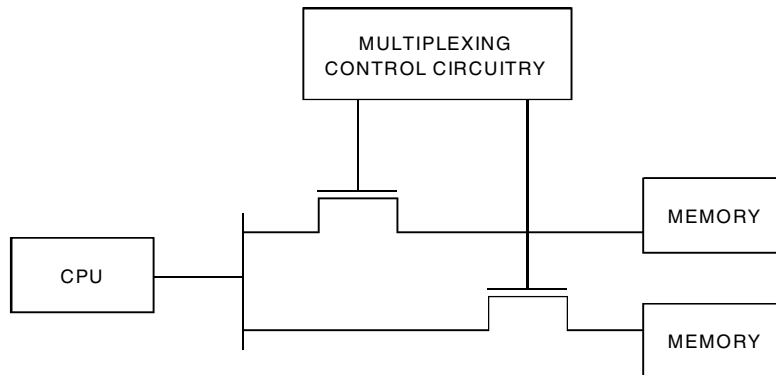 MULTIPLEXING
CONTROL CIRCUITRY
MEMORY
CPU
MEMORY